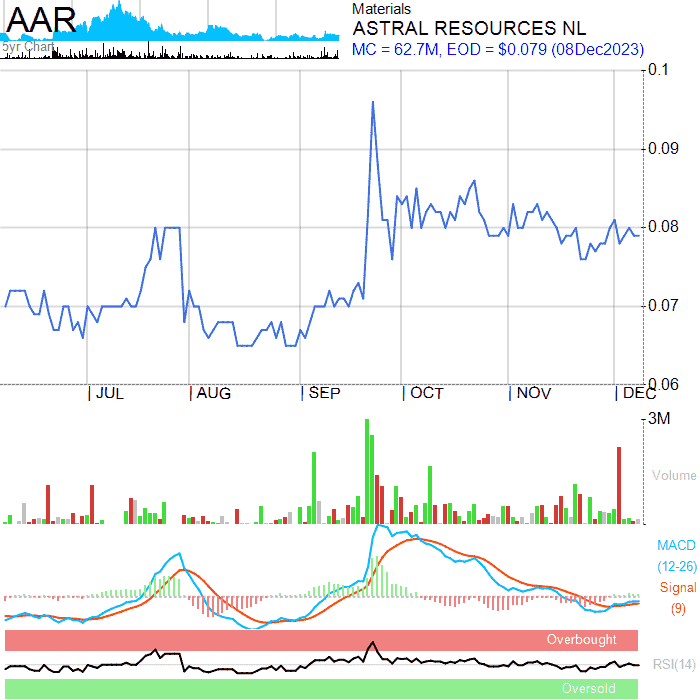 AAR
5yr Chart
Materials
ASTRAL RESOURCES NL
MC = 62.7M, EOD = $0.079 (08Dec2023)
0.1
0.09
0.08
0.07
0.06
JUL AUG SEP OCT NOV DEC
3M
Volume
MACD
(12-26)
Signal
(9)
Overbought
RSI(14)
Oversold